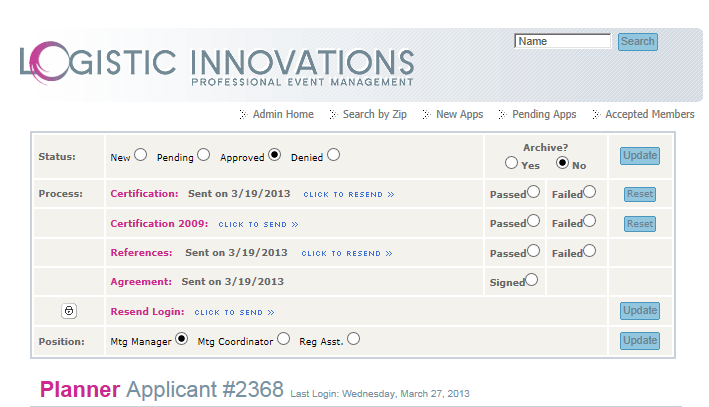 Name Search
LOGISTIC INNOVATIONS
PROFESSIONAL EVENT MANAGEMENT
Admin Home Search by Zip New Apps Pending Apps Accepted Members
Status: New Pending Approved Denied Archive? Yes No Update
Process: Certification: Sent on 3/19/2013 CLICK TO RESEND » Passed Failed Reset
Certification 2009: CLICK TO SEND » Passed Failed Reset
References: Sent on 3/19/2013 CLICK TO RESEND » Passed Failed
Agreement: Sent on 3/19/2013 Signed
Resend Login: CLICK TO SEND » Update
Position: Mtg Manager Mtg Coordinator Reg Asst. Update
Planner Applicant #2368 Last Login: Wednesday, March 27, 2013